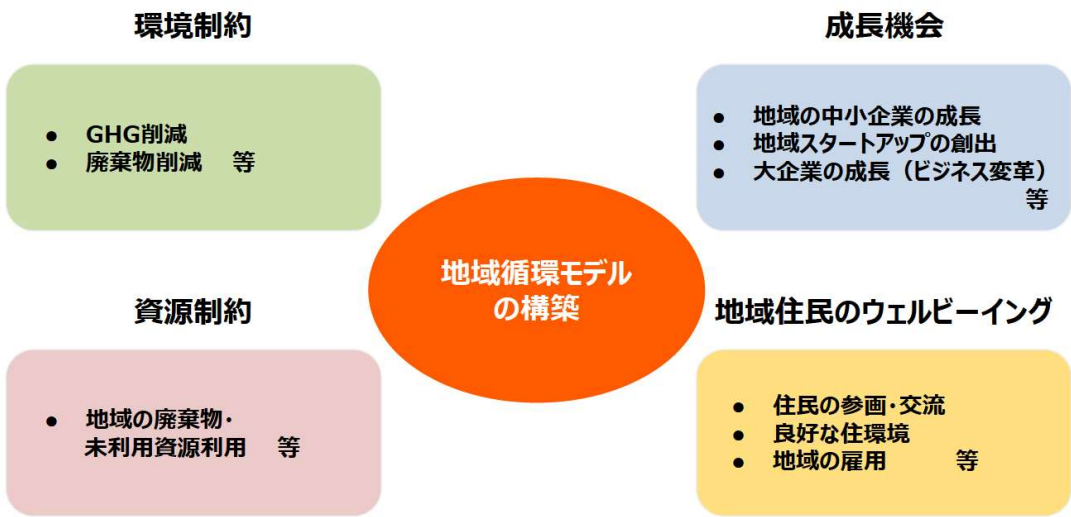 環境制約
● GHG削減
● 廃棄物削減 等
成長機会
● 地域の中小企業の成長
● 地域スタートアップの創出
● 大企業の成長（ビジネス変革）
等
地域循環モデル
の構築
資源制約
● 地域の廃棄物・
未利用資源利用 等
地域住民のウェルビーイング
● 住民の参画・交流
● 良好な住環境
● 地域の雇用 等